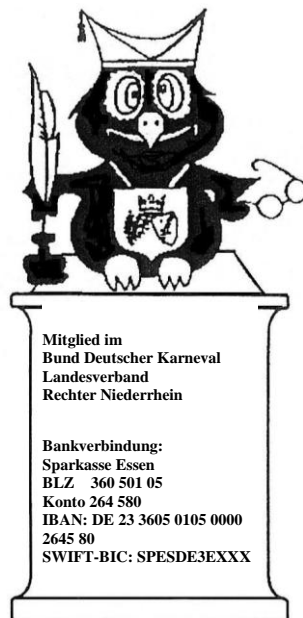 Mitglied im
Bund Deutscher Karneval
Landesverband
Rechter Niederrhein
Bankverbindung:
Sparkasse Essen
BLZ 360 501 05
Konto 264 580
IBAN: DE 23 3605 0105 0000
2645 80
SWIFT-BIC: SPESDE3EXXX